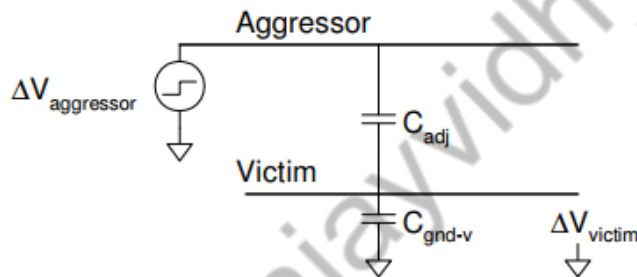 Aggressor
ΔVaggressor
Cadj
Victim
Cgnd-v
ΔVvictim